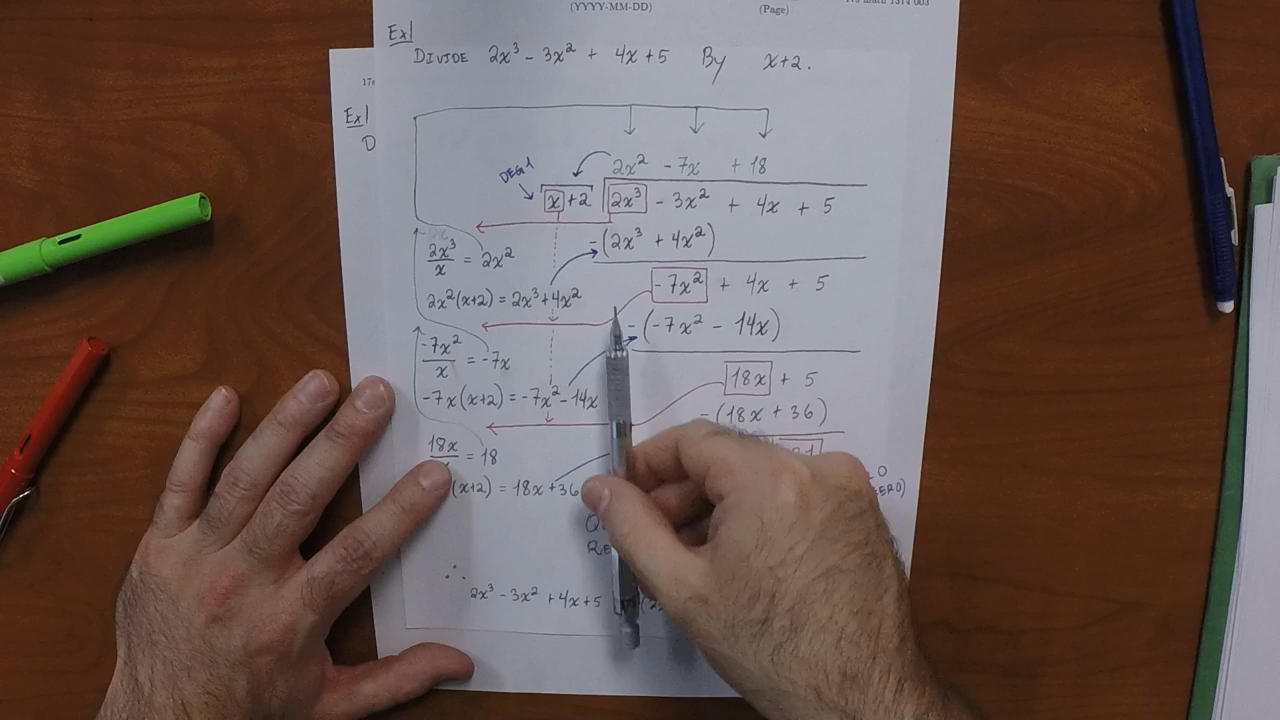 (YYYY-MM-DD) (Page)
Ex1
DIVIDE 2x³ - 3x² + 4x + 5 By x+2.
17
Ex1
D
DEG 1
2x² - 7x + 18
x + 2 2x³ - 3x² + 4x + 5
-(2x³ + 4x²)
2x³/x = 2x²
-7x² + 4x + 5
2x²(x+2) = 2x³+4x²
-(-7x² - 14x)
-7x²/x = -7x
18x + 5
-7x(x+2) = -7x²-14x
-(18x + 36)
18x = 18
(x+2) = 18x+36
∴
2x³ - 3x² + 4x + 5